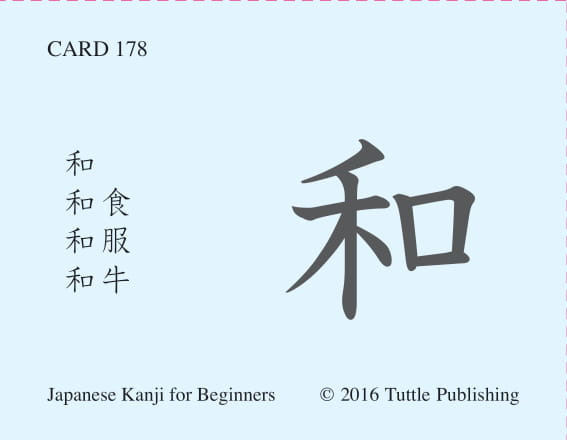 CARD 178
和
和食
和服
和牛
和
Japanese Kanji for Beginners © 2016 Tuttle Publishing